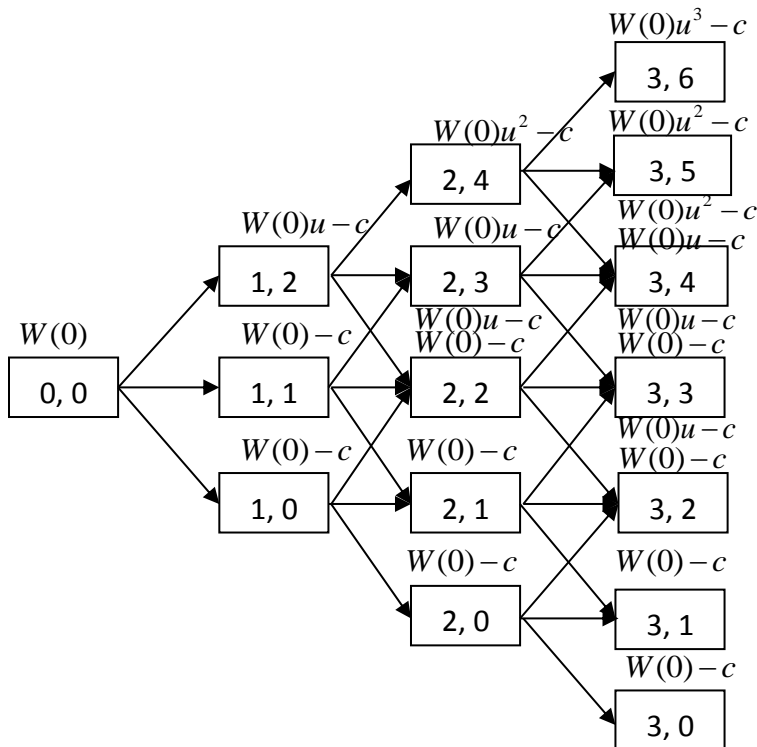 W(0)
0, 0
W(0)u − c
1, 2
W(0) − c
1, 1
W(0) − c
1, 0
W(0)u² − c
2, 4
W(0)u − c
2, 3
W(0)u − c
W(0) − c
2, 2
W(0) − c
2, 1
W(0) − c
2, 0
W(0)u³ − c
3, 6
W(0)u² − c
3, 5
W(0)u² − c
W(0)u − c
3, 4
W(0)u − c
W(0) − c
3, 3
W(0)u − c
W(0) − c
3, 2
W(0) − c
3, 1
W(0) − c
3, 0